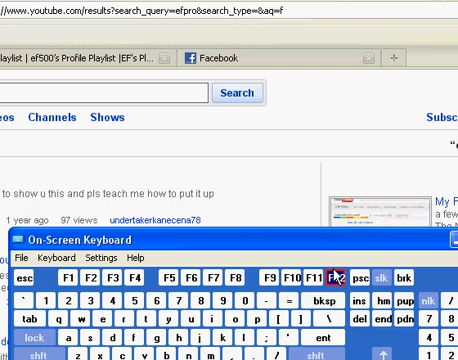 //www.youtube.com/results?search_query=efpro&search_type=&aq=f
laylist | ef500's Profile Playlist |EF's Pl...
Facebook
Search
eos Channels Shows
Subsc
to show u this and pls teach me how to put it up
1 year ago 97 views undertakerkanecena78
My F
a few
On-Screen Keyboard
File Keyboard Settings Help
esc F1 F2 F3 F4 F5 F6 F7 F8 F9 F10 F11 psc slk brk
` 1 2 3 4 5 6 7 8 9 0 - = bksp ins hm pup nlk /
tab q w e r t y u i o p [ ] \ del end pdn 7 8
lock a s d f g h j k l ; ' ent 4 5
shft z x c v b n m , . / shft ↑ 1 2